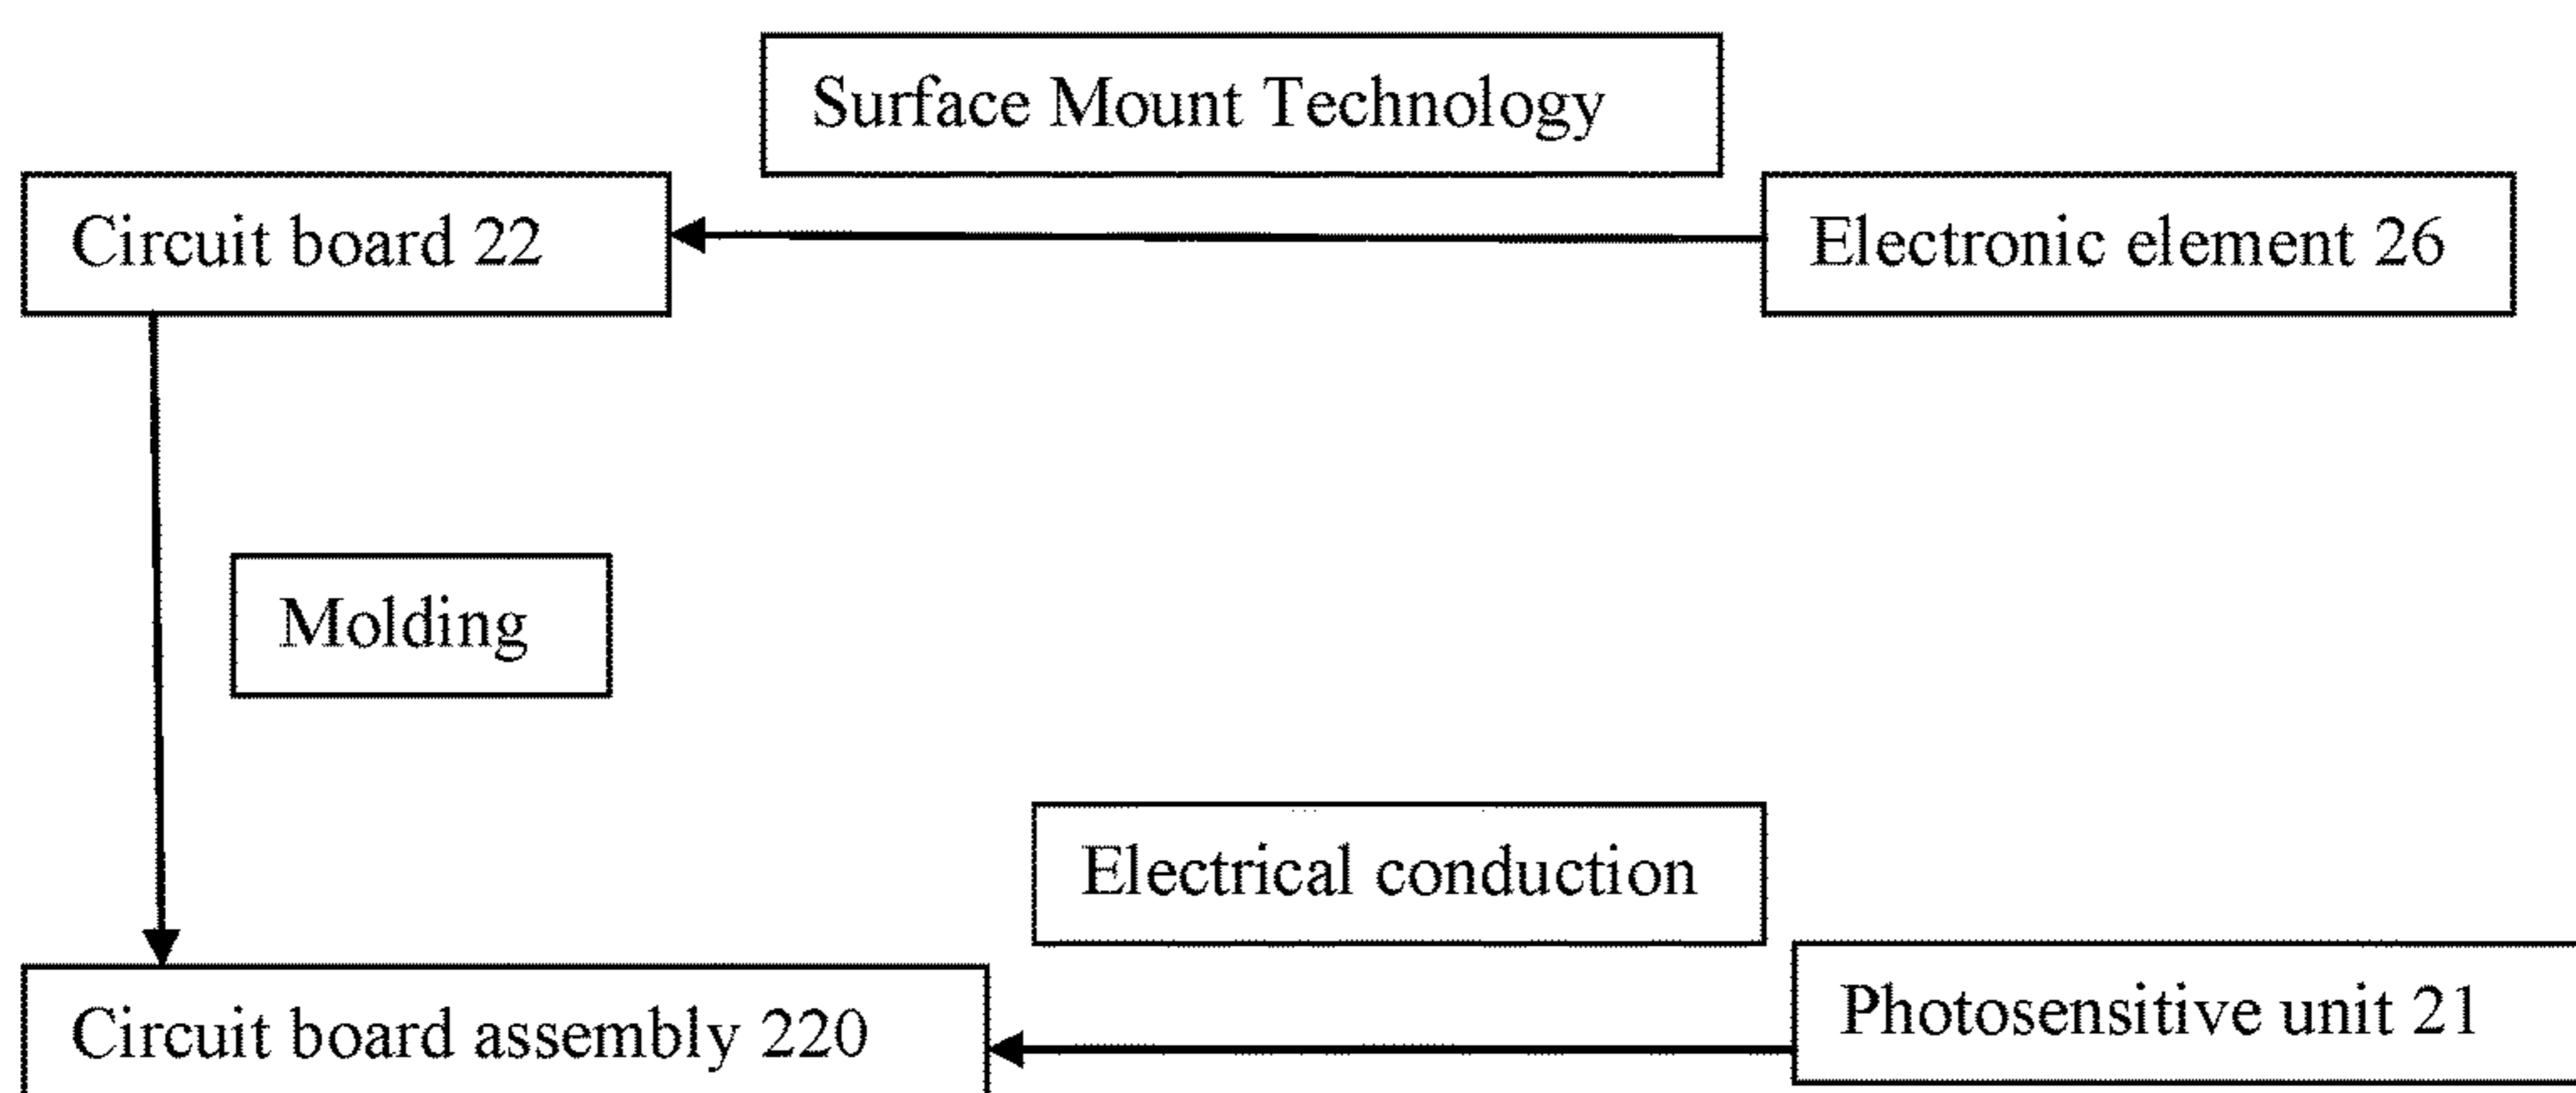 Surface Mount Technology
Circuit board 22
Electronic element 26
Molding
Electrical conduction
Photosensitive unit 21
Circuit board assembly 220